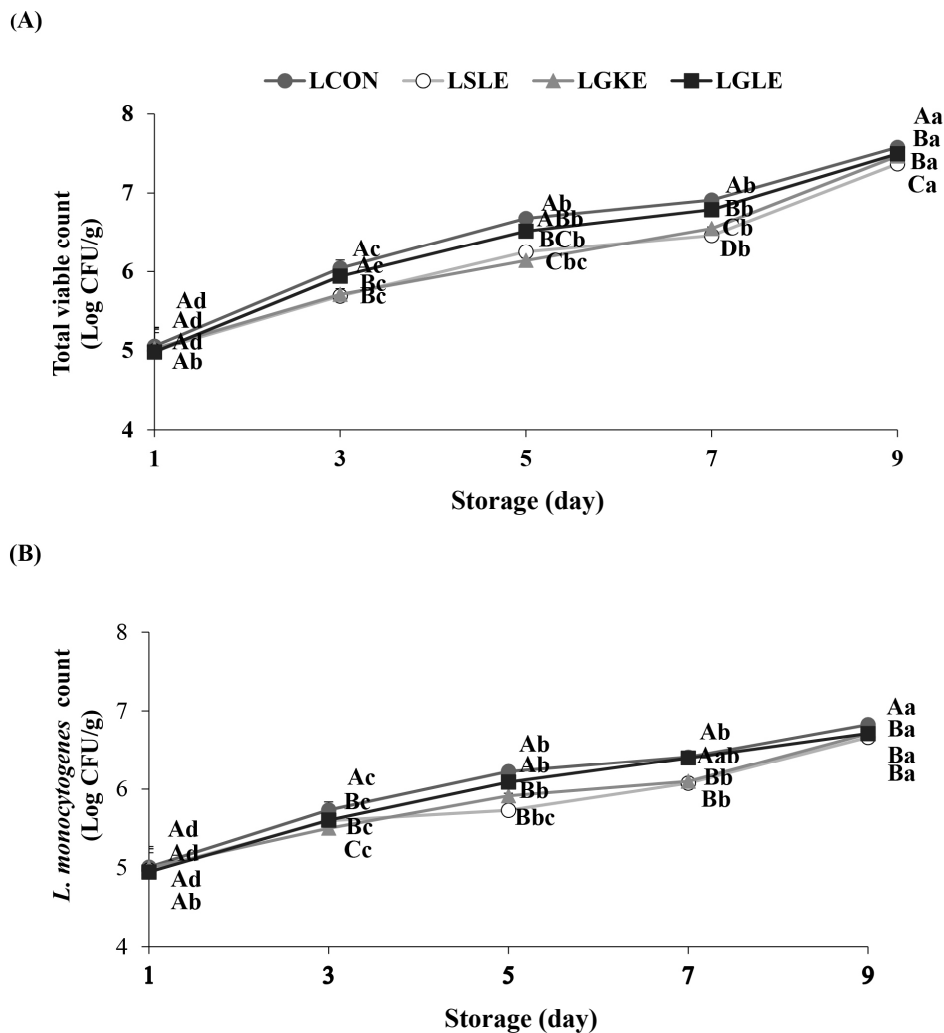 (A)
LCON LSLE LGKE LGLE
Total viable count
(Log CFU/g)
8
7
6
5
4
Ad
Ad
Ad
Ab
Ac
Ac
Bc
Bc
Ab
ABb
BCb
Cbc
Ab
Bb
Cb
Db
Aa
Ba
Ba
Ca
1 3 5 7 9
Storage (day)
(B)
L. monocytogenes count
(Log CFU/g)
8
7
6
5
4
Ad
Ad
Ad
Ab
Ac
Bc
Bc
Cc
Ab
Ab
Bb
Bbc
Ab
Aab
Bb
Bb
Aa
Ba
Ba
Ba
1 3 5 7 9
Storage (day)